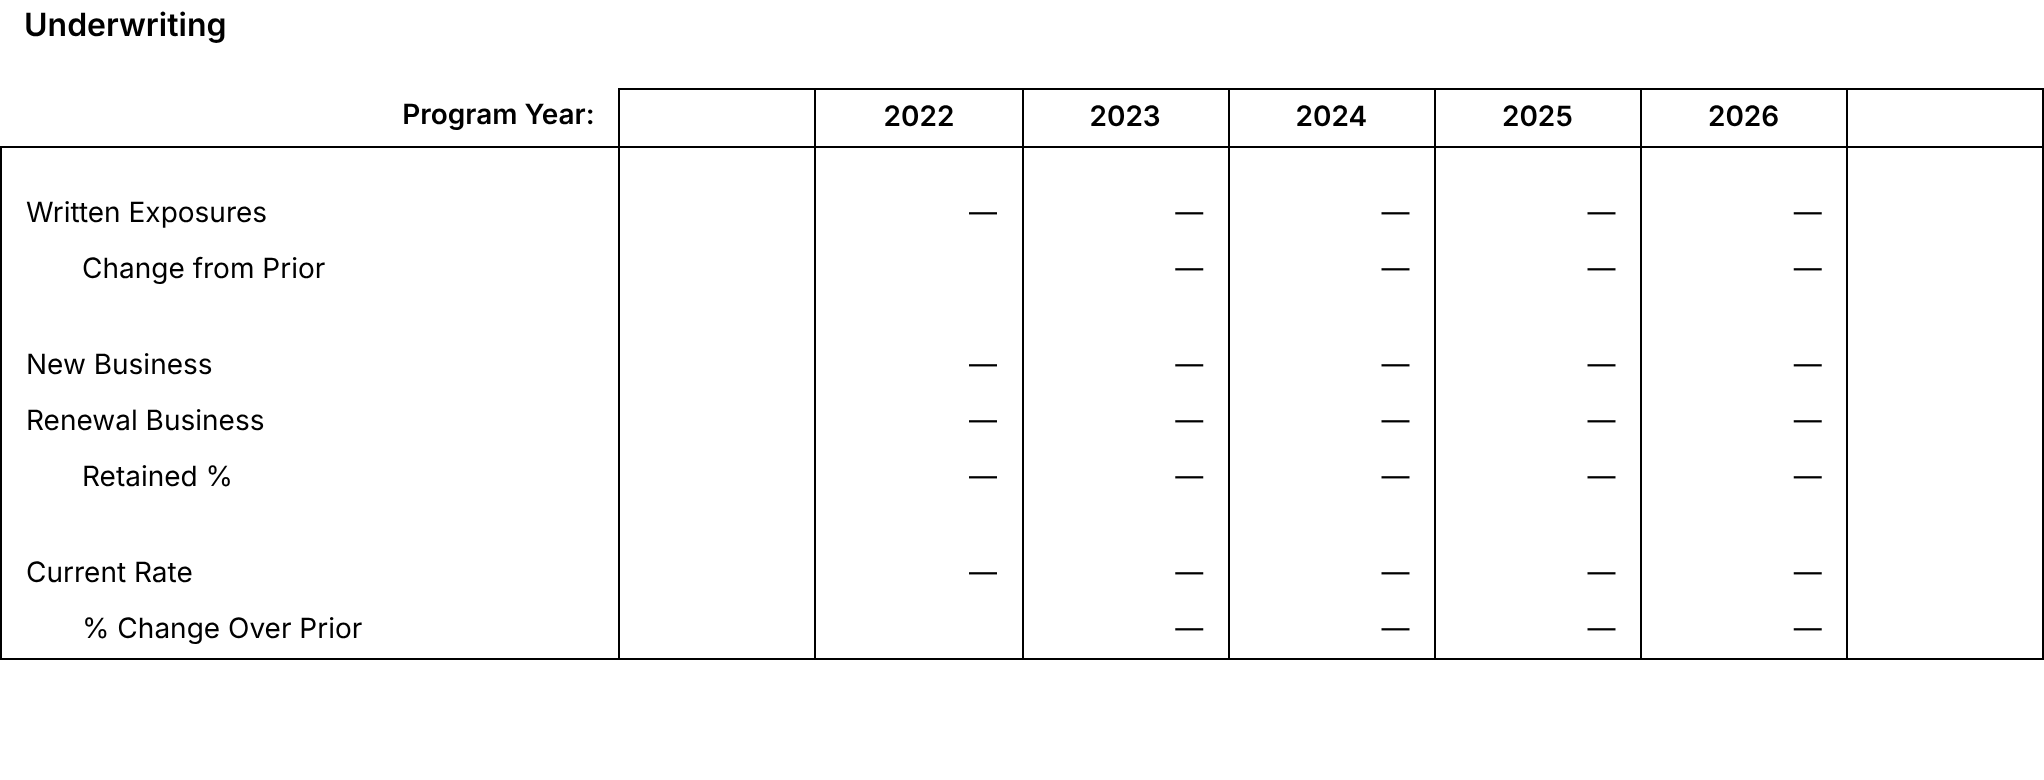 Underwriting
Program Year: 2022 2023 2024 2025 2026
Written Exposures — — — — —
Change from Prior — — — —
New Business — — — — —
Renewal Business — — — — —
Retained % — — — — —
Current Rate — — — — —
% Change Over Prior — — — —